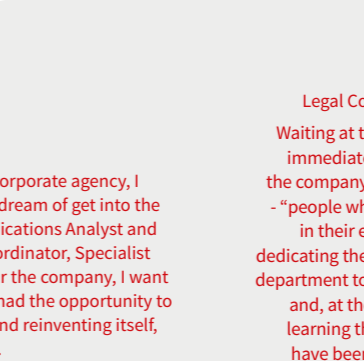 orporate agency, I
dream of get into the
ications Analyst and
ordinator, Specialist
r the company, I want
had the opportunity to
nd reinventing itself,
Legal Co
Waiting at t
immediat
the company
- “people wh
in their e
dedicating the
department to
and, at th
learning t
have bee